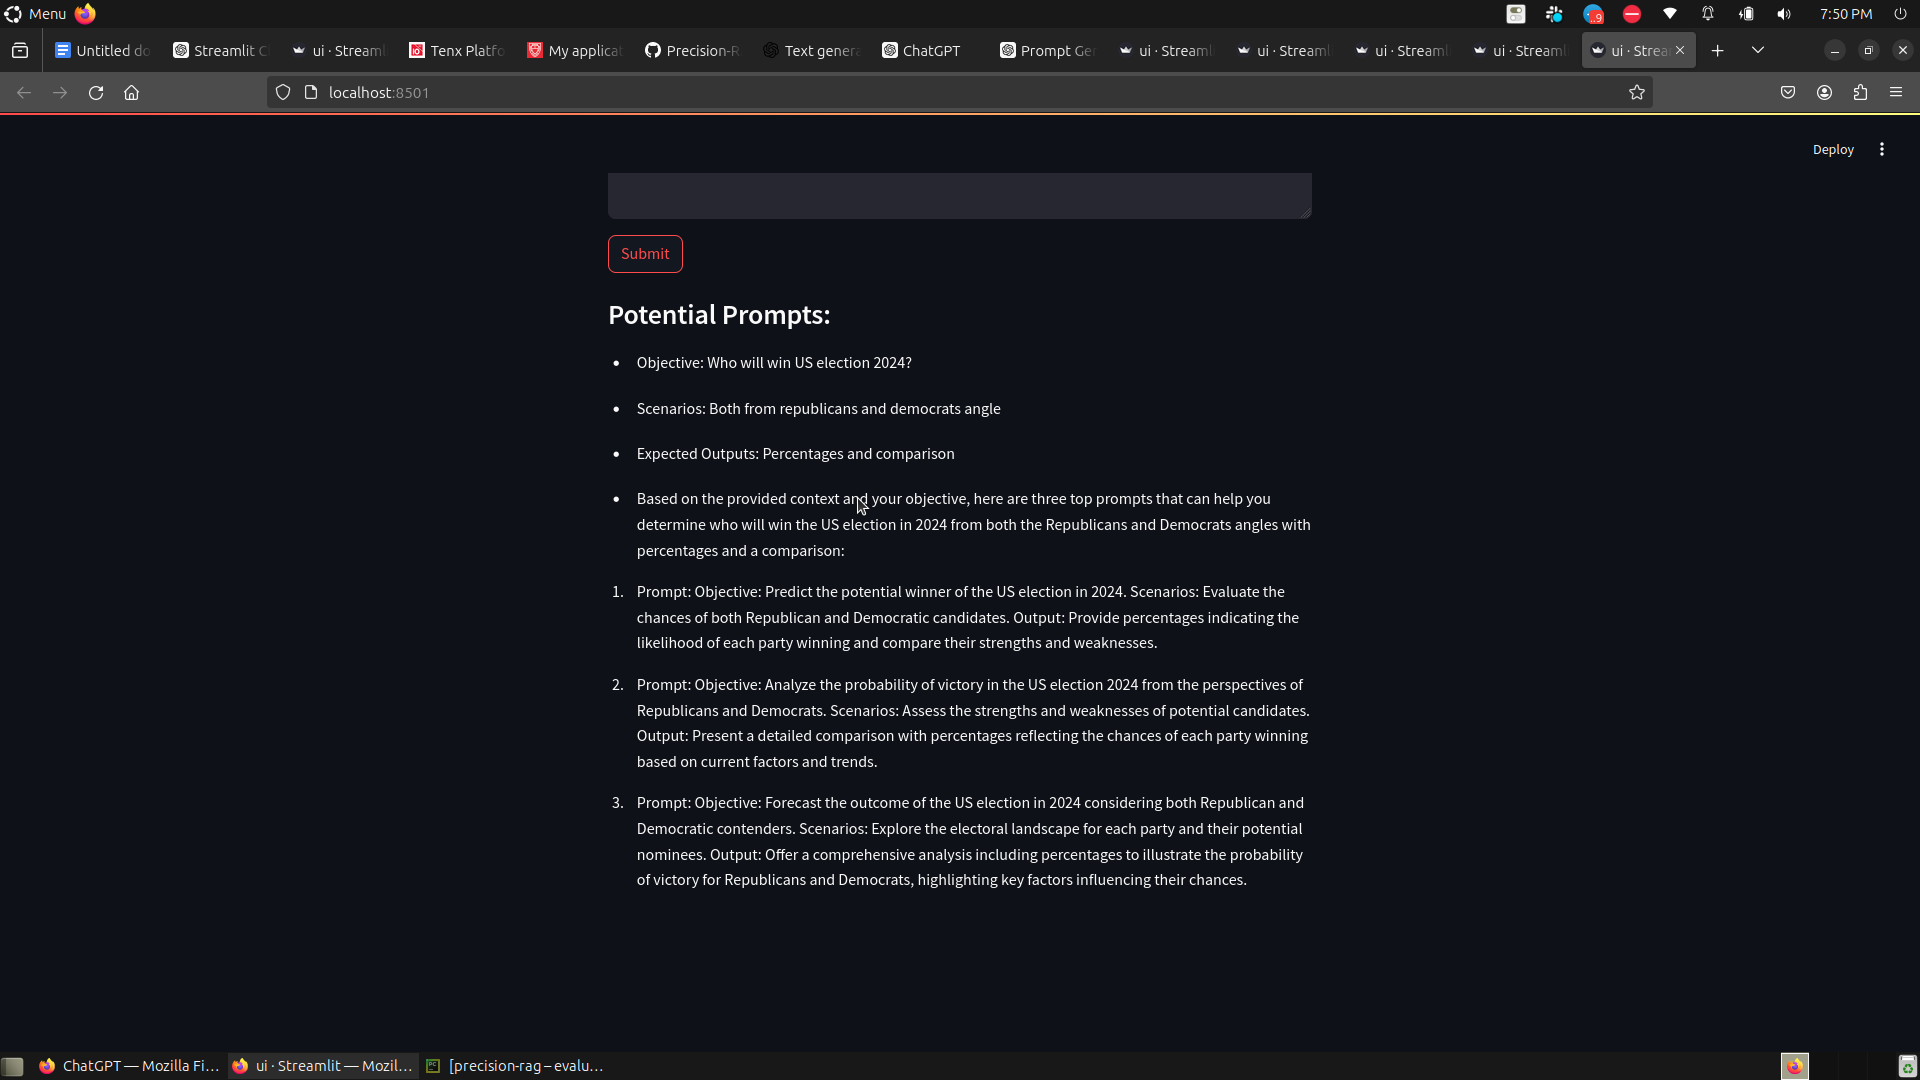 Menu
9
7:50 PM
Untitled do
Streamlit C
ui · Streaml
Tenx Platfo
My applicat
Precision-R
Text genera
ChatGPT
Prompt Ge
ui · Streaml
ui · Streaml
ui · Streaml
ui · Streaml
ui · Strea
localhost:8501
Deploy
Submit
Potential Prompts:
• Objective: Who will win US election 2024?
• Scenarios: Both from republicans and democrats angle
• Expected Outputs: Percentages and comparison
• Based on the provided context and your objective, here are three top prompts that can help you
determine who will win the US election in 2024 from both the Republicans and Democrats angles with
percentages and a comparison:
1. Prompt: Objective: Predict the potential winner of the US election in 2024. Scenarios: Evaluate the
chances of both Republican and Democratic candidates. Output: Provide percentages indicating the
likelihood of each party winning and compare their strengths and weaknesses.
2. Prompt: Objective: Analyze the probability of victory in the US election 2024 from the perspectives of
Republicans and Democrats. Scenarios: Assess the strengths and weaknesses of potential candidates.
Output: Present a detailed comparison with percentages reflecting the chances of each party winning
based on current factors and trends.
3. Prompt: Objective: Forecast the outcome of the US election in 2024 considering both Republican and
Democratic contenders. Scenarios: Explore the electoral landscape for each party and their potential
nominees. Output: Offer a comprehensive analysis including percentages to illustrate the probability
of victory for Republicans and Democrats, highlighting key factors influencing their chances.
ChatGPT — Mozilla Fi...
ui · Streamlit — Mozil...
[precision-rag – evalu...